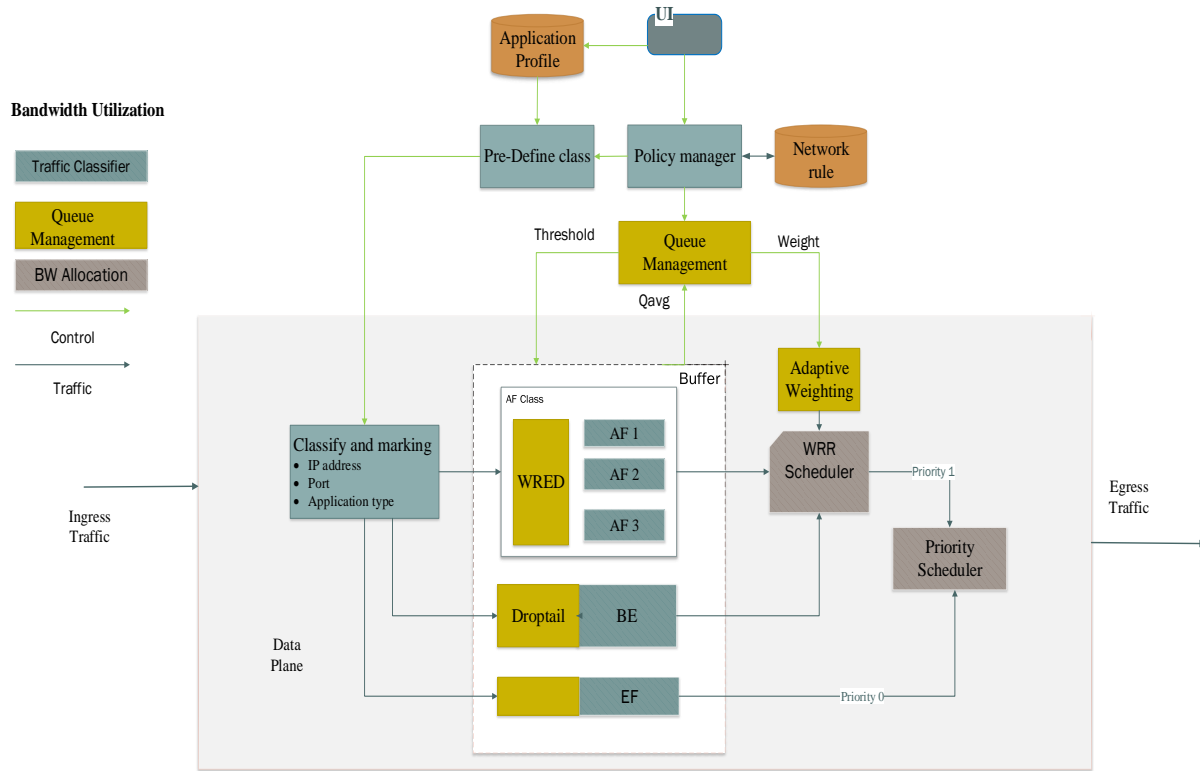 UI
Application
Profile
Bandwidth Utilization
Traffic Classifier
Queue
Management
BW Allocation
Control
Traffic
Pre-Define class
Policy manager
Network
rule
Threshold
Queue
Management
Weight
Qavg
Buffer
Adaptive
Weighting
AF Class
WRED
AF 1
AF 2
AF 3
Classify and marking
• IP address
• Port
• Application type
WRR
Scheduler
Priority 1
Ingress
Traffic
Egress
Traffic
Priority
Scheduler
Droptail
BE
Data
Plane
EF
Priority 0